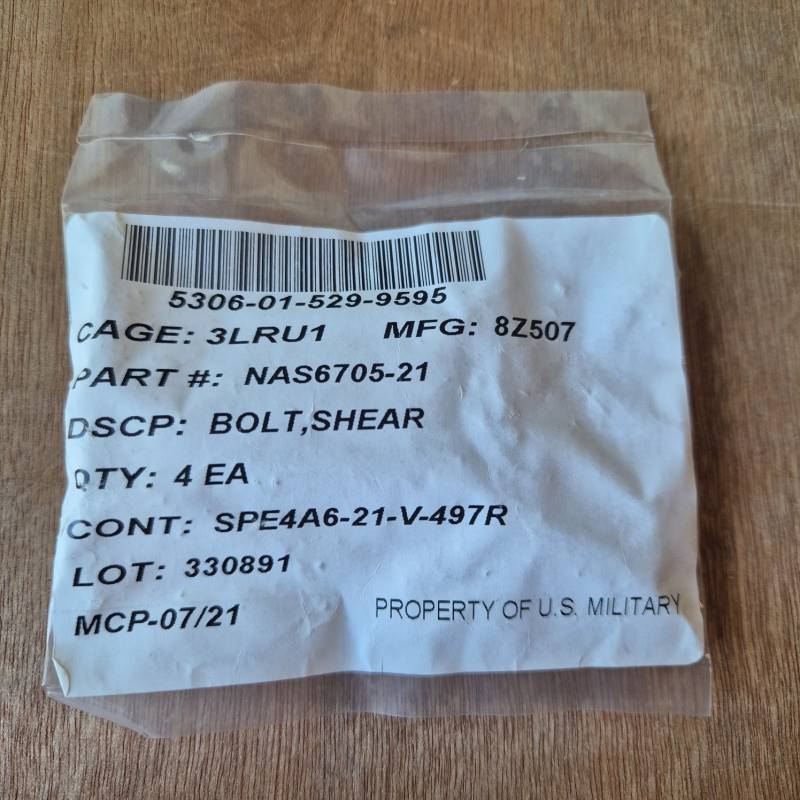 5306-01-529-9595
CAGE: 3LRU1 MFG: 8Z507
PART #: NAS6705-21
DSCP: BOLT,SHEAR
QTY: 4 EA
CONT: SPE4A6-21-V-497R
LOT: 330891
MCP-07/21 PROPERTY OF U.S. MILITARY